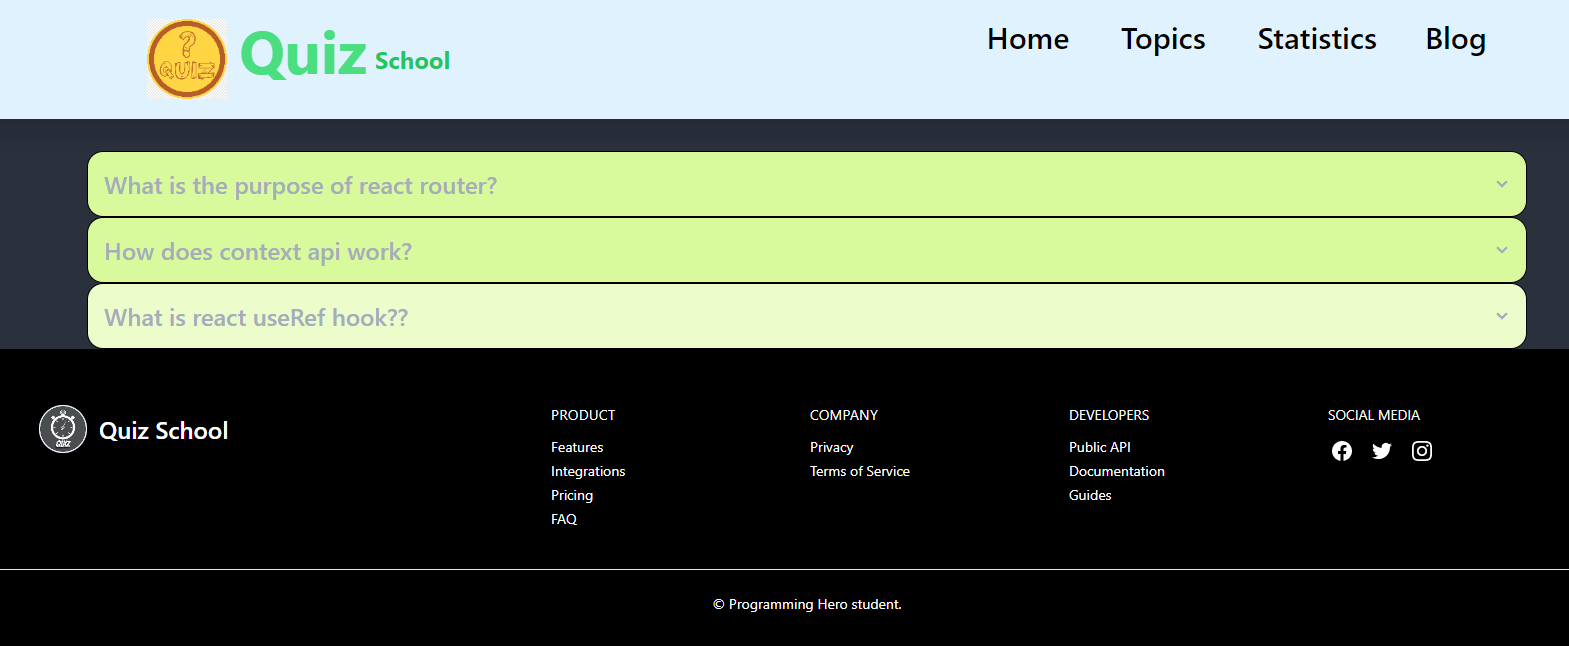 ? QUIZ
Quiz School
Home Topics Statistics Blog
What is the purpose of react router?
How does context api work?
What is react useRef hook??
QUIZ
Quiz School
PRODUCT
Features
Integrations
Pricing
FAQ
COMPANY
Privacy
Terms of Service
DEVELOPERS
Public API
Documentation
Guides
SOCIAL MEDIA
© Programming Hero student.